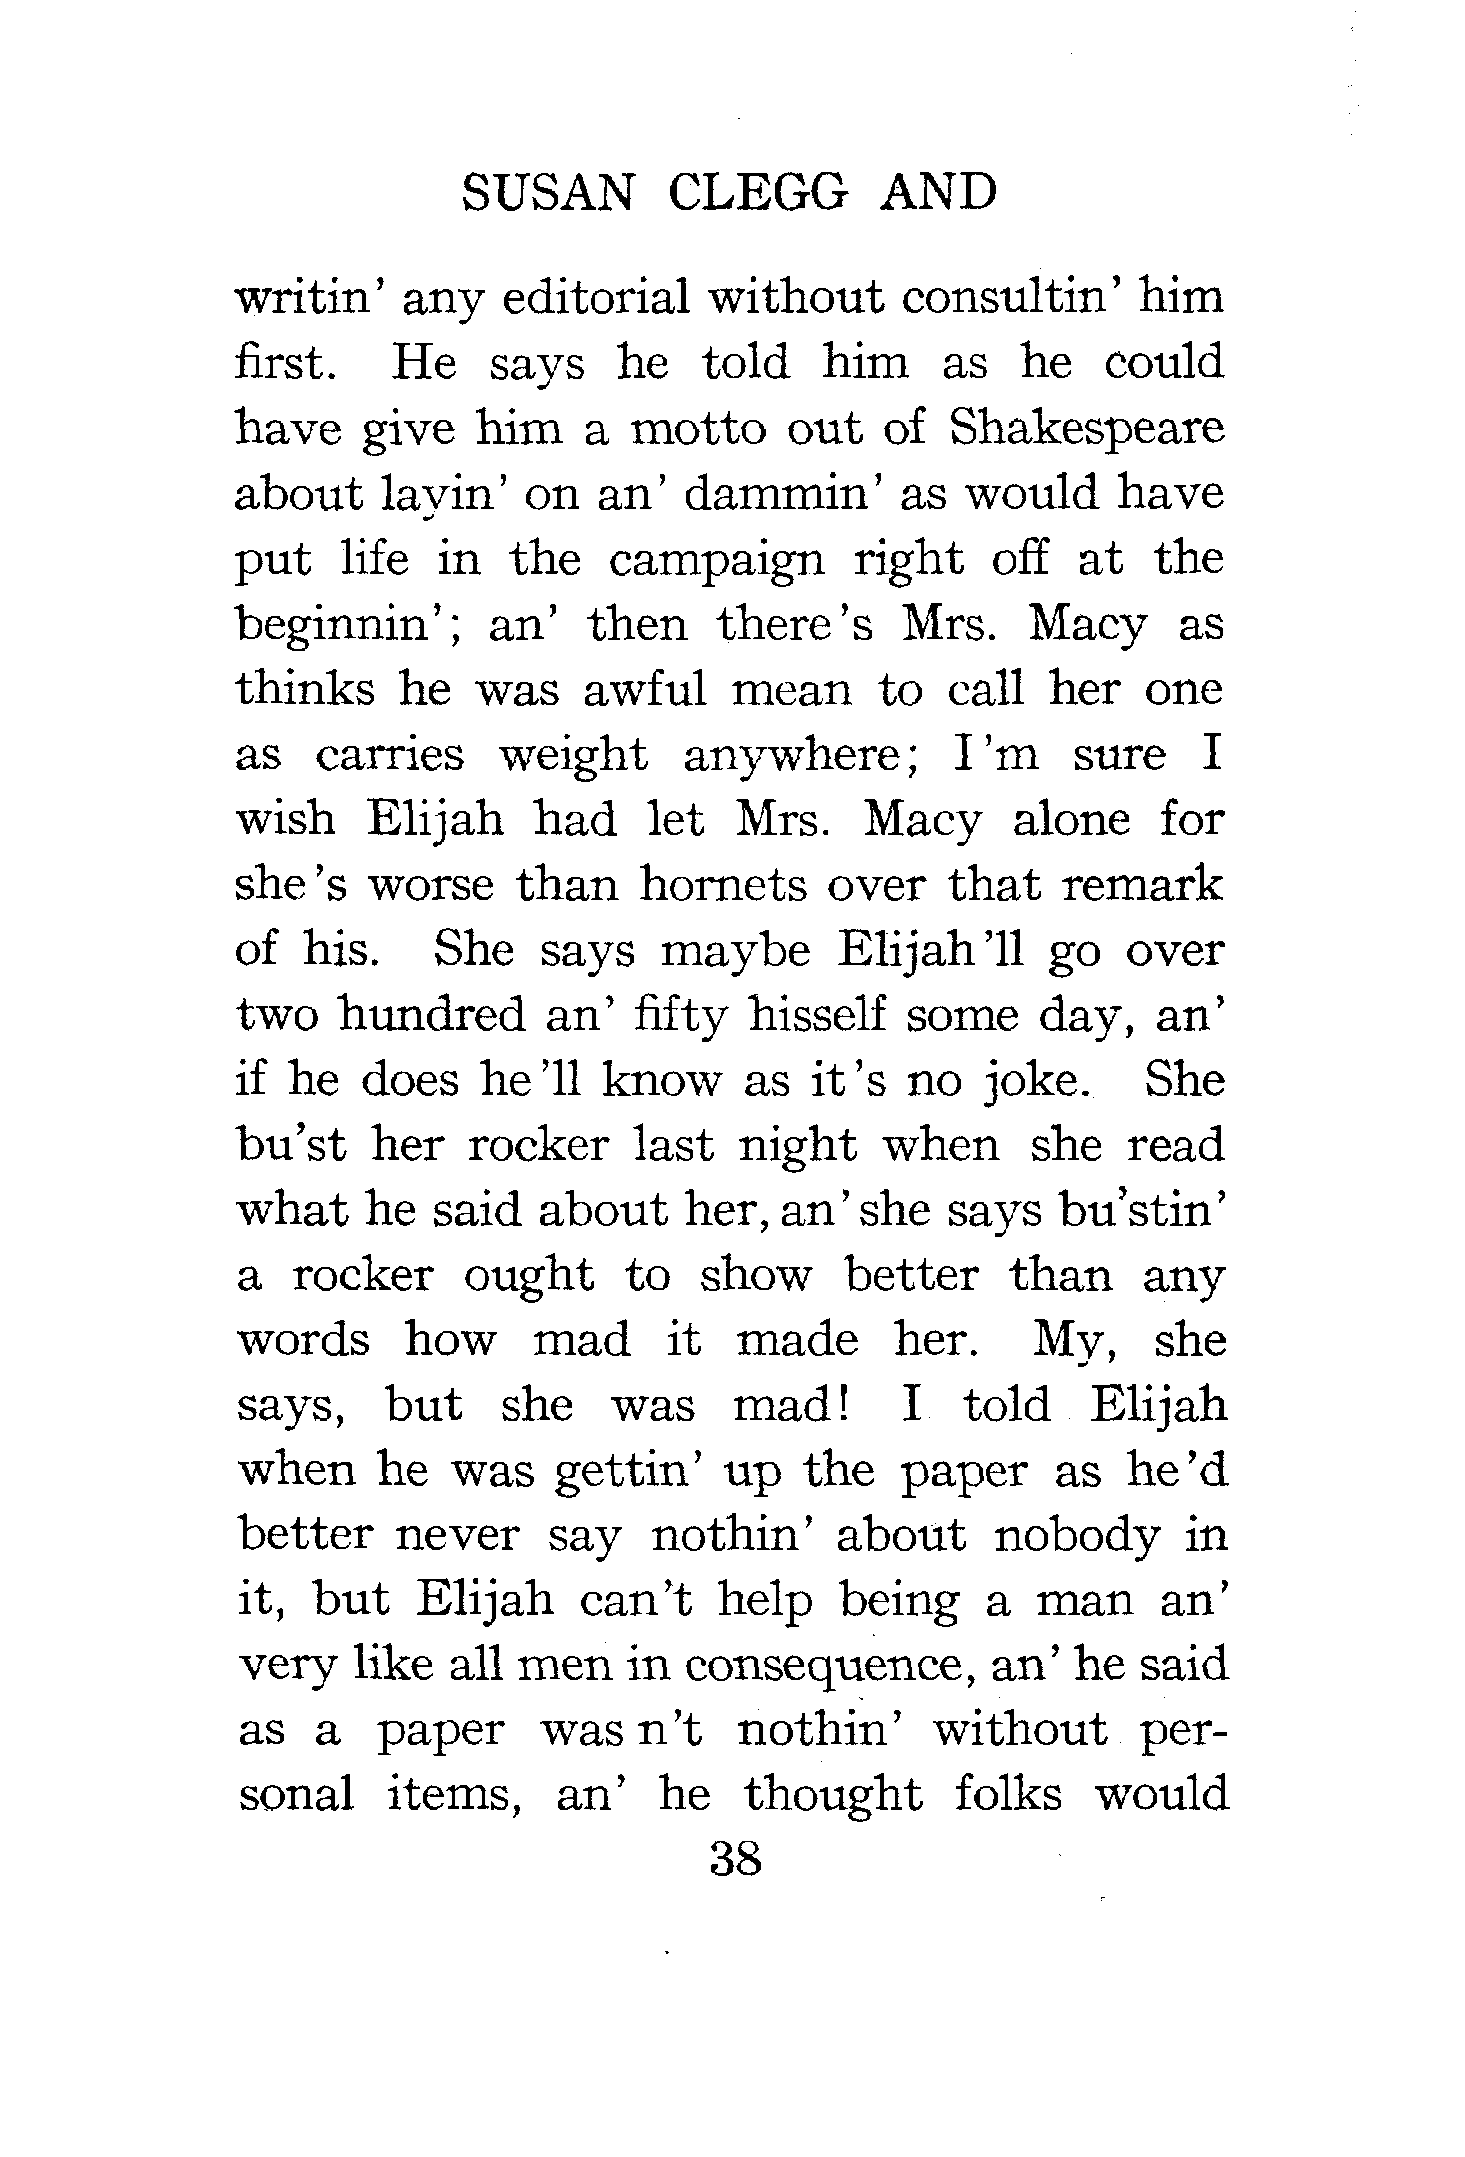 SUSAN CLEGG AND
writin' any editorial without consultin' him
first. He says he told him as he could
have give him a motto out of Shakespeare
about layin' on an' dammin' as would have
put life in the campaign right off at the
beginnin'; an' then there's Mrs. Macy as
thinks he was awful mean to call her one
as carries weight anywhere; I'm sure I
wish Elijah had let Mrs. Macy alone for
she's worse than hornets over that remark
of his. She says maybe Elijah'll go over
two hundred an' fifty hisself some day, an'
if he does he'll know as it's no joke. She
bu'st her rocker last night when she read
what he said about her, an' she says bu'stin'
a rocker ought to show better than any
words how mad it made her. My, she
says, but she was mad! I told Elijah
when he was gettin' up the paper as he'd
better never say nothin' about nobody in
it, but Elijah can't help being a man an'
very like all men in consequence, an' he said
as a paper was n't nothin' without per-
sonal items, an' he thought folks would
38